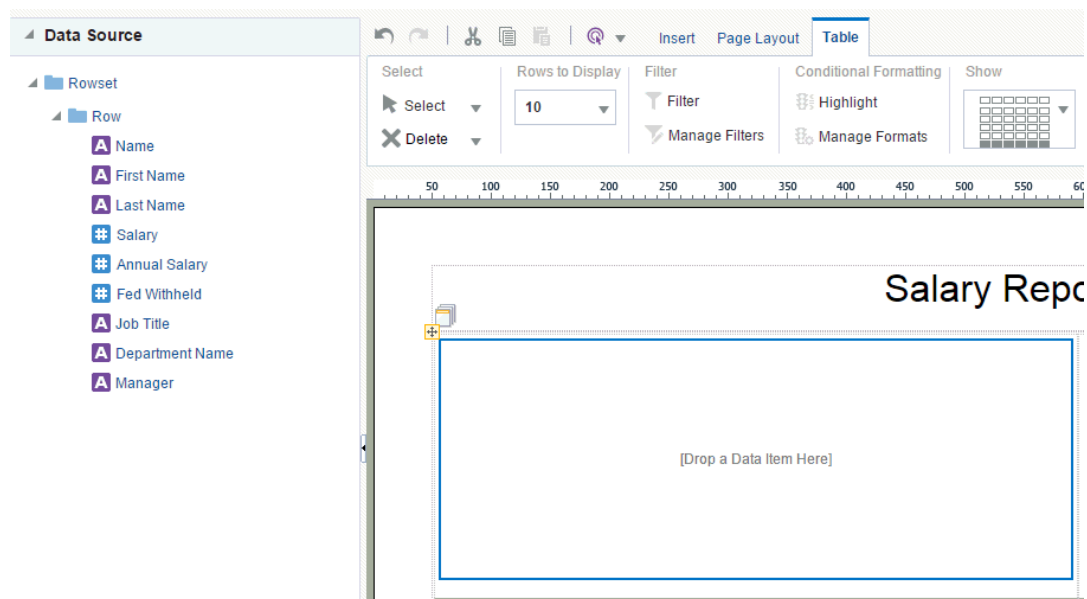 Data Source
Insert Page Layout Table
Select Rows to Display Filter Conditional Formatting Show
Select 10 Filter Highlight
Delete Manage Filters Manage Formats
Rowset
Row
A Name
A First Name
A Last Name
# Salary
# Annual Salary
# Fed Withheld
A Job Title
A Department Name
A Manager
50 100 150 200 250 300 350 400 450 500 550 60
Salary Repo
[Drop a Data Item Here]